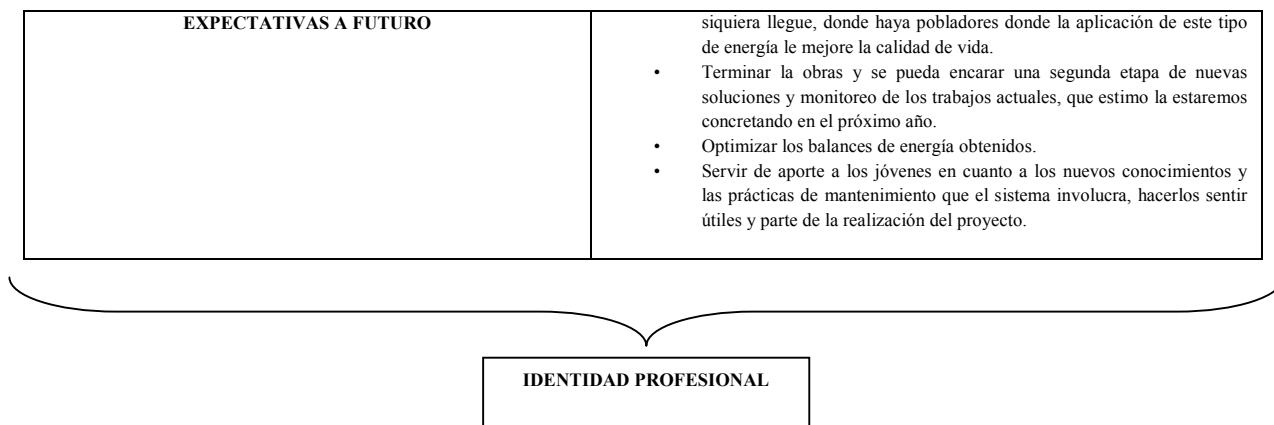 EXPECTATIVAS A FUTURO
siquiera llegue, donde haya pobladores donde la aplicación de este tipo
de energía le mejore la calidad de vida.
• Terminar la obras y se pueda encarar una segunda etapa de nuevas
soluciones y monitoreo de los trabajos actuales, que estimo la estaremos
concretando en el próximo año.
• Optimizar los balances de energía obtenidos.
• Servir de aporte a los jóvenes en cuanto a los nuevos conocimientos y
las prácticas de mantenimiento que el sistema involucra, hacerlos sentir
útiles y parte de la realización del proyecto.
IDENTIDAD PROFESIONAL